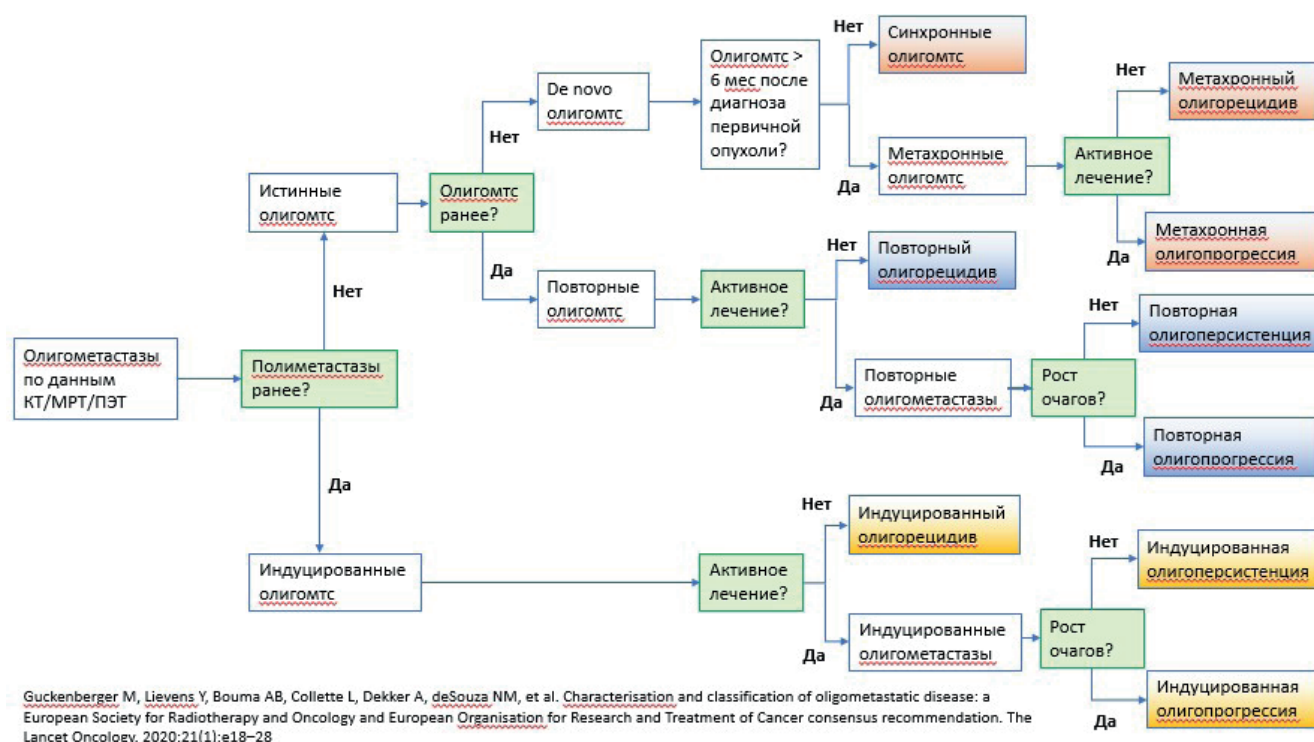 Олигометастазы
по данным
КТ/МРТ/ПЭТ
Полиметастазы
ранее?
Нет
Истинные
олигомтс
Олигомтс
ранее?
Нет
De novo
олигомтс
Олигомтс >
6 мес после
диагноза
первичной
опухоли?
Нет
Синхронные
олигомтс
Да
Метахронные
олигомтс
Активное
лечение?
Нет
Метахронный
олигорецидив
Да
Метахронная
олигопрогрессия
Да
Повторные
олигомтс
Активное
лечение?
Нет
Повторный
олигорецидив
Да
Повторные
олигометастазы
Рост
очагов?
Нет
Повторная
олигоперсистенция
Да
Повторная
олигопрогрессия
Да
Индуцированные
олигомтс
Активное
лечение?
Нет
Индуцированный
олигорецидив
Да
Индуцированные
олигометастазы
Рост
очагов?
Нет
Индуцированная
олигоперсистенция
Да
Индуцированная
олигопрогрессия
Guckenberger M, Lievens Y, Bouma AB, Collette L, Dekker A, deSouza NM, et al. Characterisation and classification of oligometastatic disease: a
European Society for Radiotherapy and Oncology and European Organisation for Research and Treatment of Cancer consensus recommendation. The
Lancet Oncology. 2020;21(1):e18–28